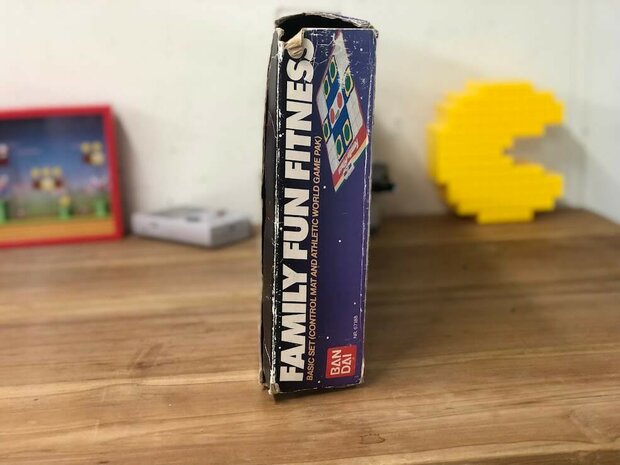 FAMILY FUN FITNESS
BASIC SET (CONTROL MAT AND ATHLETIC WORLD GAME PAK)
BAN
DAI